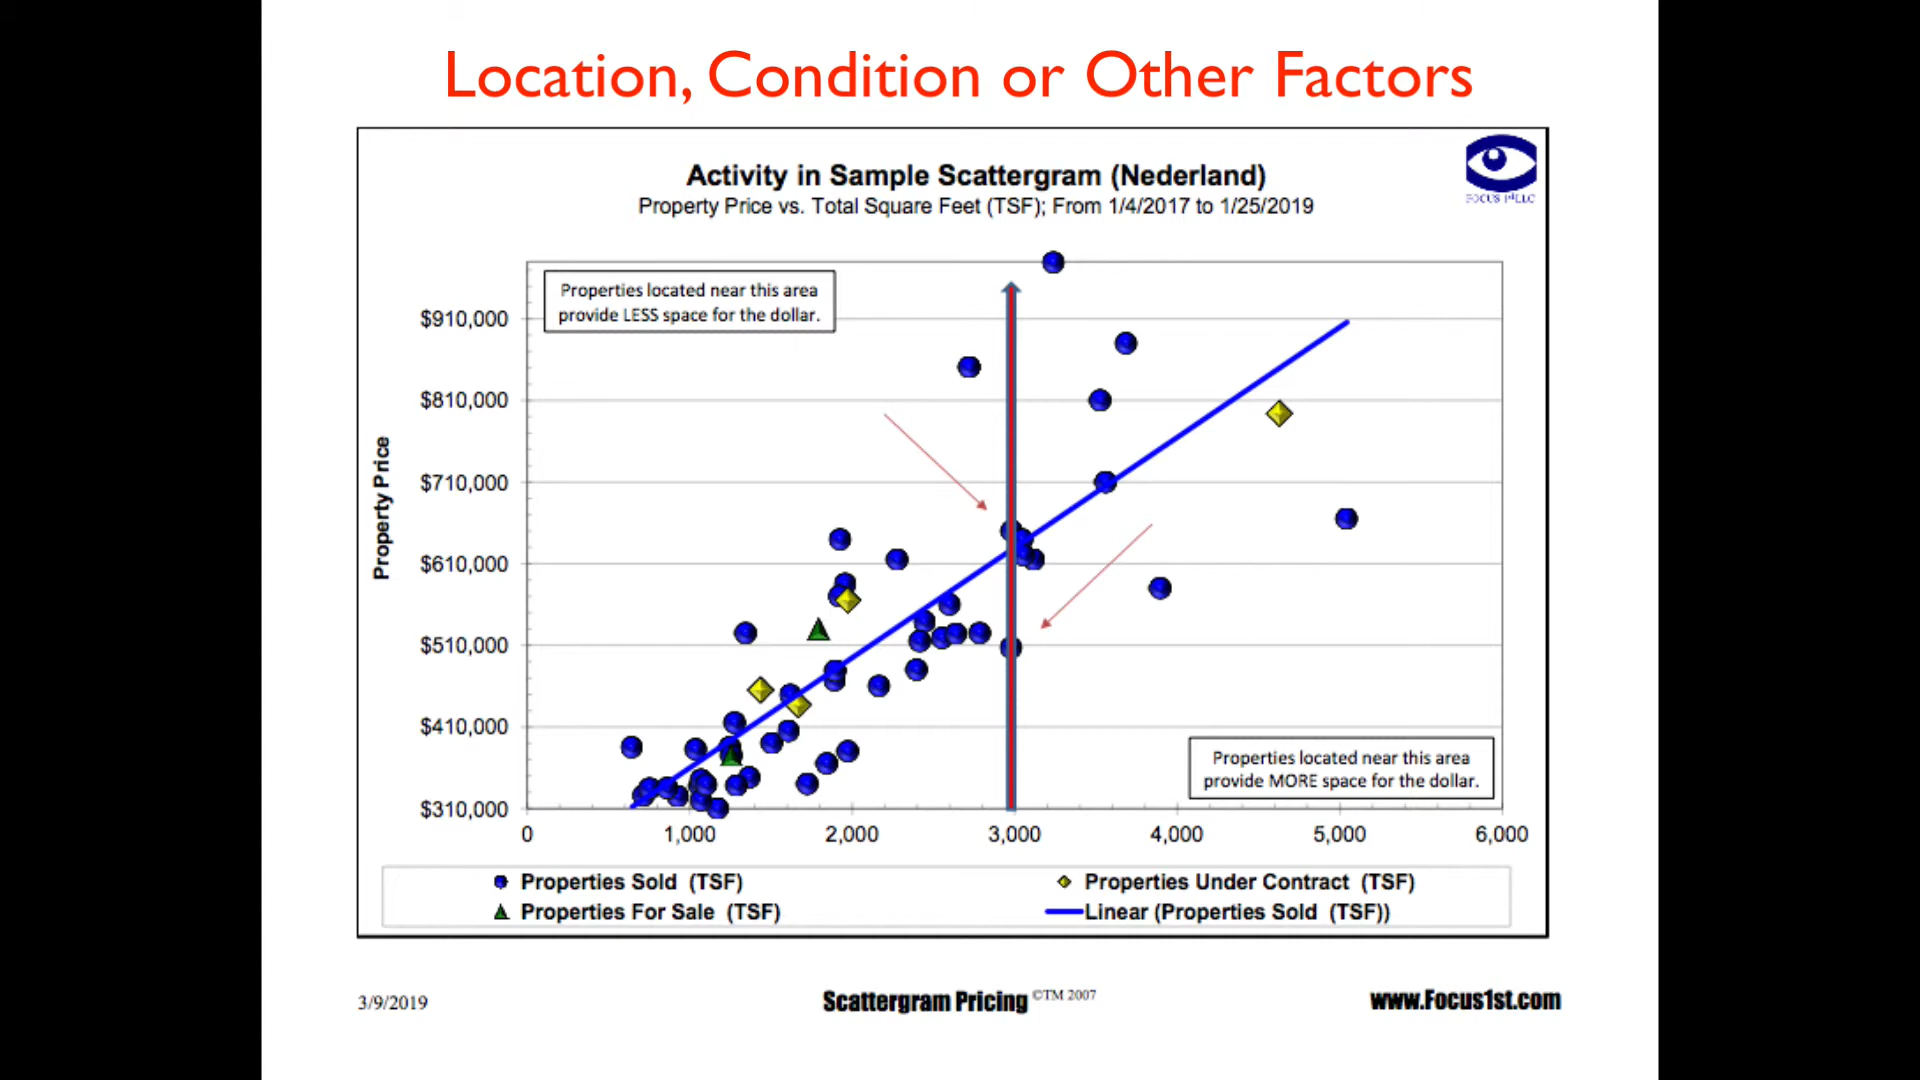 Location, Condition or Other Factors
Activity in Sample Scattergram (Nederland)
Property Price vs. Total Square Feet (TSF); From 1/4/2017 to 1/25/2019
FOCUS 1st LLC
Properties located near this area
provide LESS space for the dollar.
Property Price
$910,000
$810,000
$710,000
$610,000
$510,000
$410,000
$310,000
Properties located near this area
provide MORE space for the dollar.
0 1,000 2,000 3,000 4,000 5,000 6,000
Properties Sold (TSF) Properties Under Contract (TSF)
Properties For Sale (TSF) Linear (Properties Sold (TSF))
3/9/2019 Scattergram Pricing ©TM 2007 www.Focus1st.com